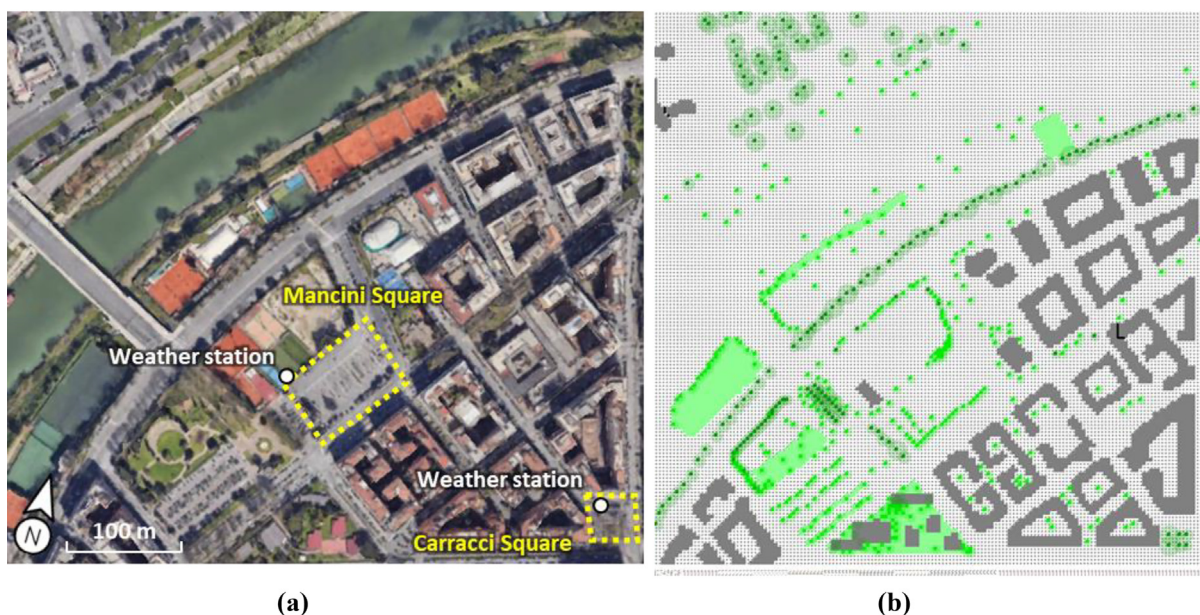 Mancini Square
Weather station
Weather station
Carracci Square
N
100 m
(a)
(b)